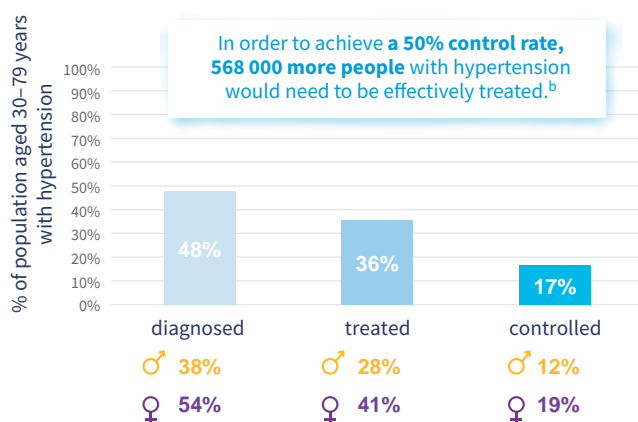 % of population aged 30–79 years
with hypertension
In order to achieve a 50% control rate,
568 000 more people with hypertension
would need to be effectively treated.b
100%
90%
80%
70%
60%
50%
40%
30%
20%
10%
0%
48%
36%
17%
diagnosed treated controlled
♂ 38% ♂ 28% ♂ 12%
♀ 54% ♀ 41% ♀ 19%